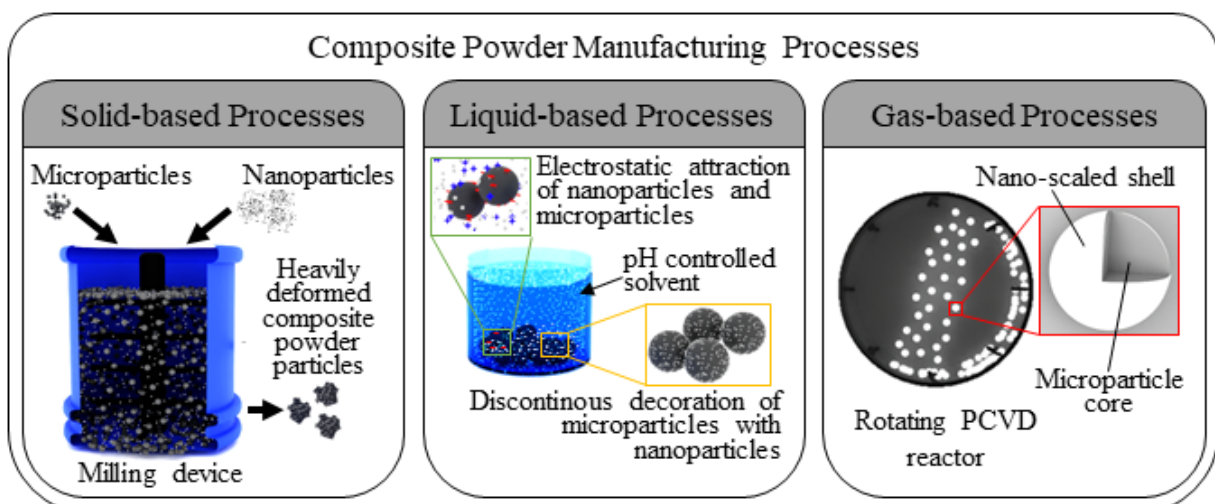 Composite Powder Manufacturing Processes
Solid-based Processes
Microparticles
Nanoparticles
Heavily
deformed
composite
powder
particles
Milling device
Liquid-based Processes
Electrostatic attraction
of nanoparticles and
microparticles
pH controlled
solvent
Discontinous decoration of
microparticles with
nanoparticles
Gas-based Processes
Nano-scaled shell
Microparticle
core
Rotating PCVD
reactor